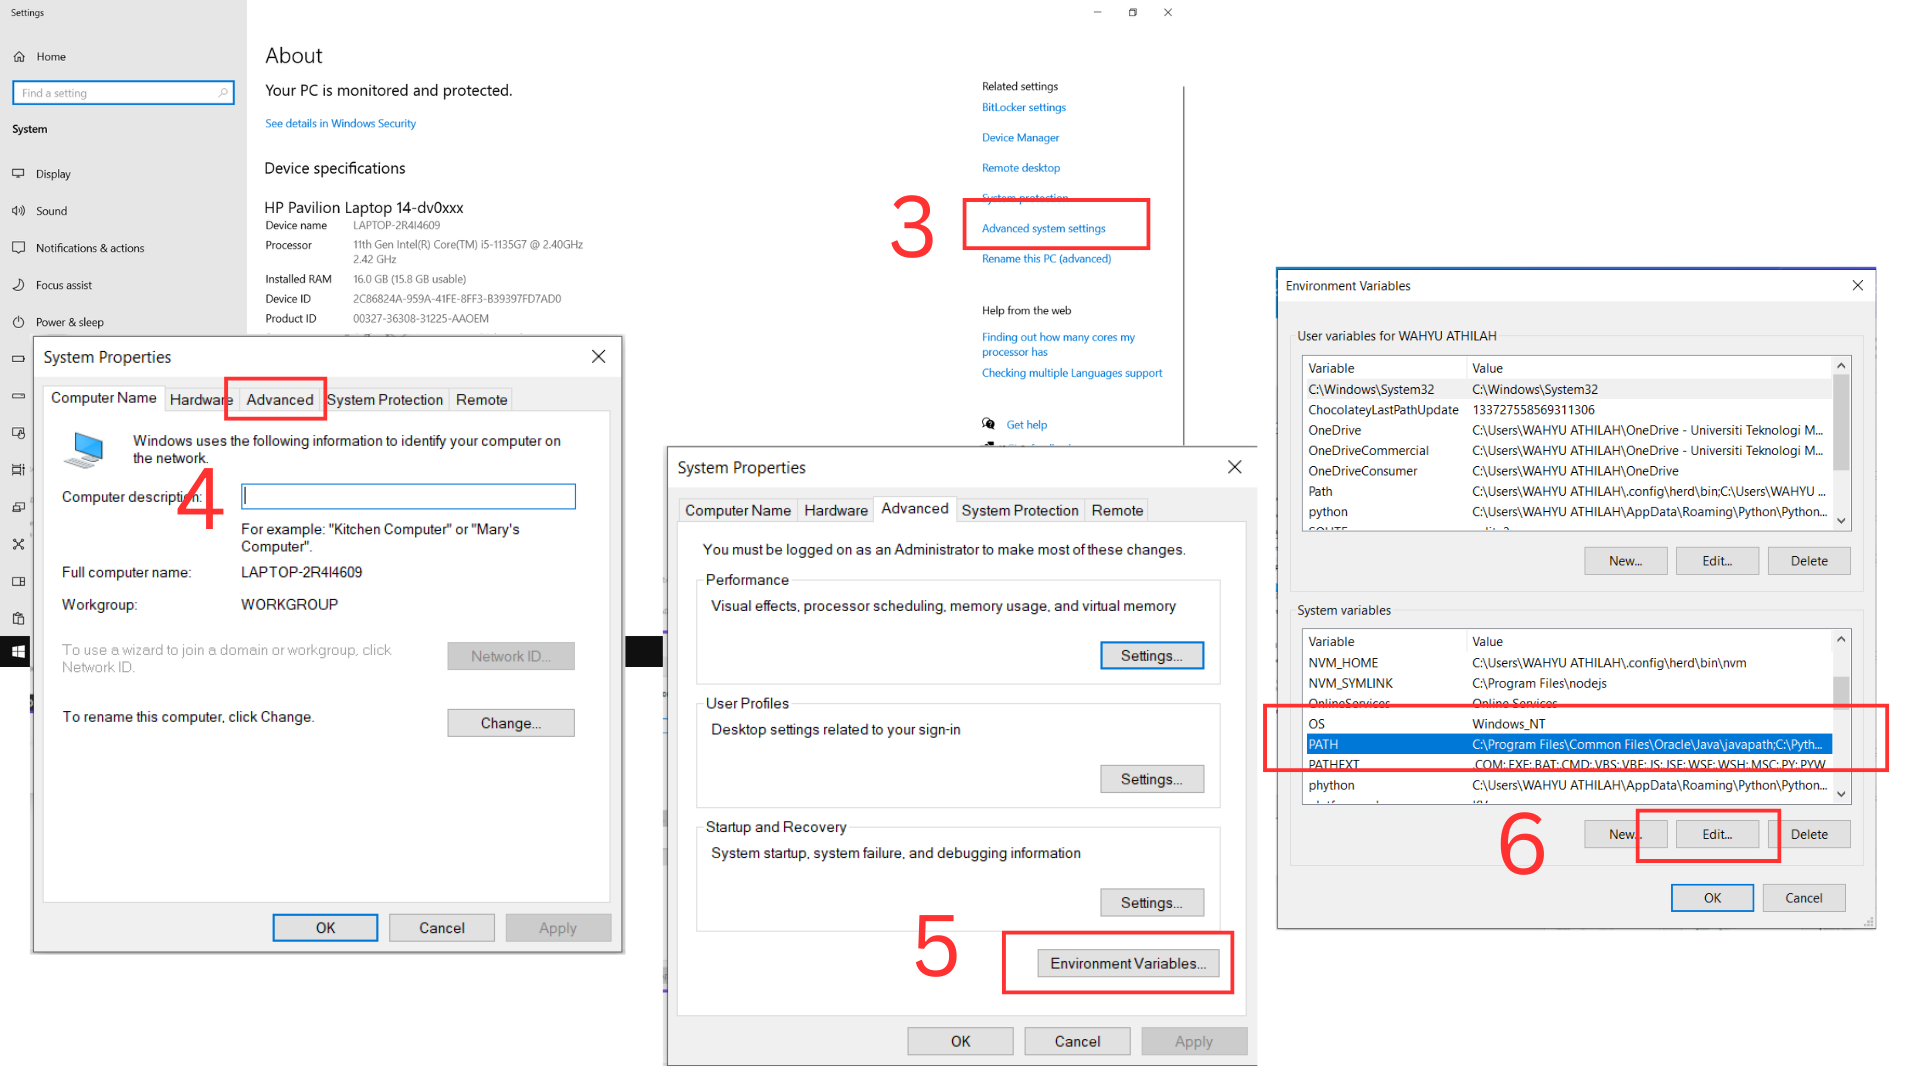 Settings
Home
Find a setting
System
Display
Sound
Notifications & actions
Focus assist
Power & sleep
About
Your PC is monitored and protected.
See details in Windows Security
Device specifications
HP Pavilion Laptop 14-dv0xxx
Device name LAPTOP-2R4I4609
Processor 11th Gen Intel(R) Core(TM) i5-1135G7 @ 2.40GHz
2.42 GHz
Installed RAM 16.0 GB (15.8 GB usable)
Device ID 2C86824A-959A-41FE-8FF3-B39397FD7AD0
Product ID 00327-36308-31225-AAOEM
Related settings
BitLocker settings
Device Manager
Remote desktop
System protection
3
Advanced system settings
Rename this PC (advanced)
Help from the web
Finding out how many cores my
processor has
Checking multiple Languages support
Get help
System Properties
Computer Name Hardware Advanced System Protection Remote
Windows uses the following information to identify your computer on
the network.
4
Computer description:
For example: "Kitchen Computer" or "Mary's
Computer".
Full computer name: LAPTOP-2R4I4609
Workgroup: WORKGROUP
To use a wizard to join a domain or workgroup, click
Network ID.
Network ID...
To rename this computer, click Change.
Change...
OK Cancel Apply
System Properties
Computer Name Hardware Advanced System Protection Remote
You must be logged on as an Administrator to make most of these changes.
Performance
Visual effects, processor scheduling, memory usage, and virtual memory
Settings...
User Profiles
Desktop settings related to your sign-in
Settings...
Startup and Recovery
System startup, system failure, and debugging information
Settings...
5
Environment Variables...
OK Cancel Apply
Environment Variables
User variables for WAHYU ATHILAH
Variable Value
C:\Windows\System32 C:\Windows\System32
ChocolateyLastPathUpdate 133727558569311306
OneDrive C:\Users\WAHYU ATHILAH\OneDrive - Universiti Teknologi M...
OneDriveCommercial C:\Users\WAHYU ATHILAH\OneDrive - Universiti Teknologi M...
OneDriveConsumer C:\Users\WAHYU ATHILAH\OneDrive
Path C:\Users\WAHYU ATHILAH\.config\herd\bin;C:\Users\WAHYU ...
python C:\Users\WAHYU ATHILAH\AppData\Roaming\Python\Python...
New... Edit... Delete
System variables
Variable Value
NVM_HOME C:\Users\WAHYU ATHILAH\.config\herd\bin\nvm
NVM_SYMLINK C:\Program Files\nodejs
OnlineServices Online Services
OS Windows_NT
PATH C:\Program Files\Common Files\Oracle\Java\javapath;C:\Pyth...
PATHEXT .COM;.EXE;.BAT;.CMD;.VBS;.VBE;.JS;.JSE;.WSF;.WSH;.MSC;.PY;.PYW
phython C:\Users\WAHYU ATHILAH\AppData\Roaming\Python\Python...
6
New... Edit... Delete
OK Cancel